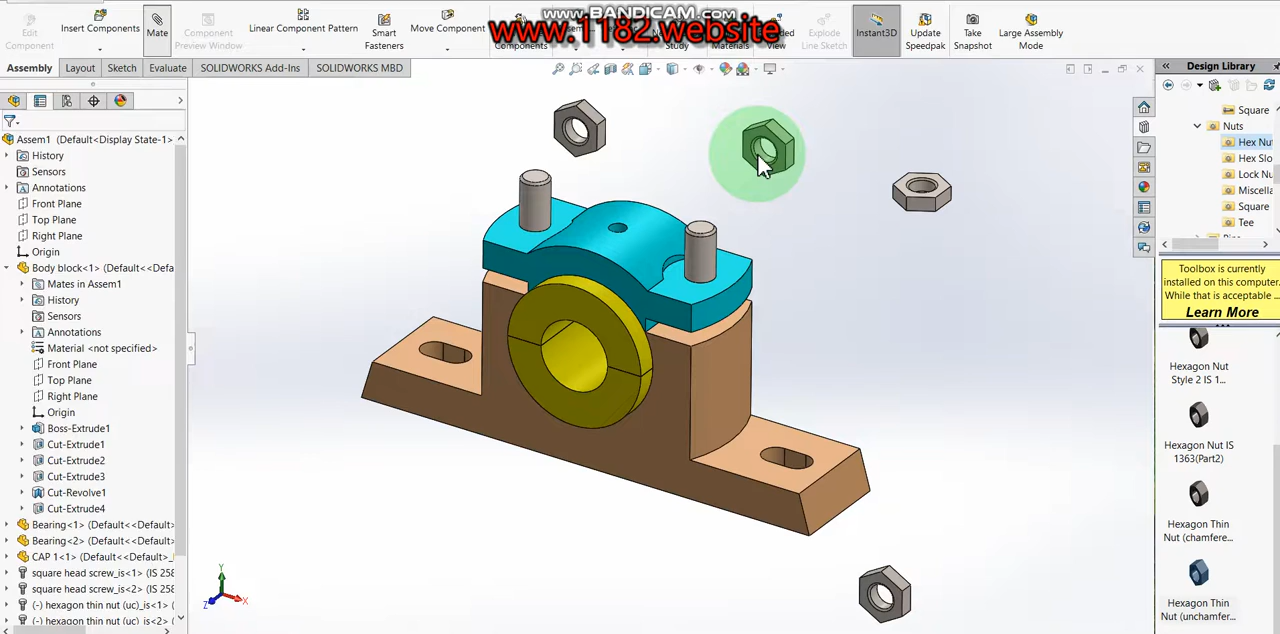 www.BANDICAM.com
www.1182.website
Edit
Component
Insert Components
Mate
Component
Preview Window
Linear Component Pattern
Smart
Fasteners
Move Component
Components
Study
Materials
View
Explode
Line Sketch
Instant3D
Update
Speedpak
Take
Snapshot
Large Assembly
Mode
Assembly
Layout
Sketch
Evaluate
SOLIDWORKS Add-Ins
SOLIDWORKS MBD
Assem1 (Default<Display State-1>
History
Sensors
Annotations
Front Plane
Top Plane
Right Plane
Origin
Body block<1> (Default<<Defa
Mates in Assem1
History
Sensors
Annotations
Material <not specified>
Front Plane
Top Plane
Right Plane
Origin
Boss-Extrude1
Cut-Extrude1
Cut-Extrude2
Cut-Extrude3
Cut-Revolve1
Cut-Extrude4
Bearing<1> (Default<<Default>
Bearing<2> (Default<<Default>
CAP 1<1> (Default<<Default>_
square head screw_is<1> (IS 258
square head screw_is<2> (IS 258
(-) hexagon thin nut (uc)_is<1> (
(-) hexagon thin nut (uc)_is<2> (
Y
Z
X
Design Library
Square
Nuts
Hex Nu
Hex Slo
Lock Nu
Miscella
Square
Tee
Toolbox is currently
installed on this computer.
While that is acceptable ...
Learn More
Hexagon Nut
Style 2 IS 1...
Hexagon Nut IS
1363(Part2)
Hexagon Thin
Nut (chamfere...
Hexagon Thin
Nut (unchamfer...